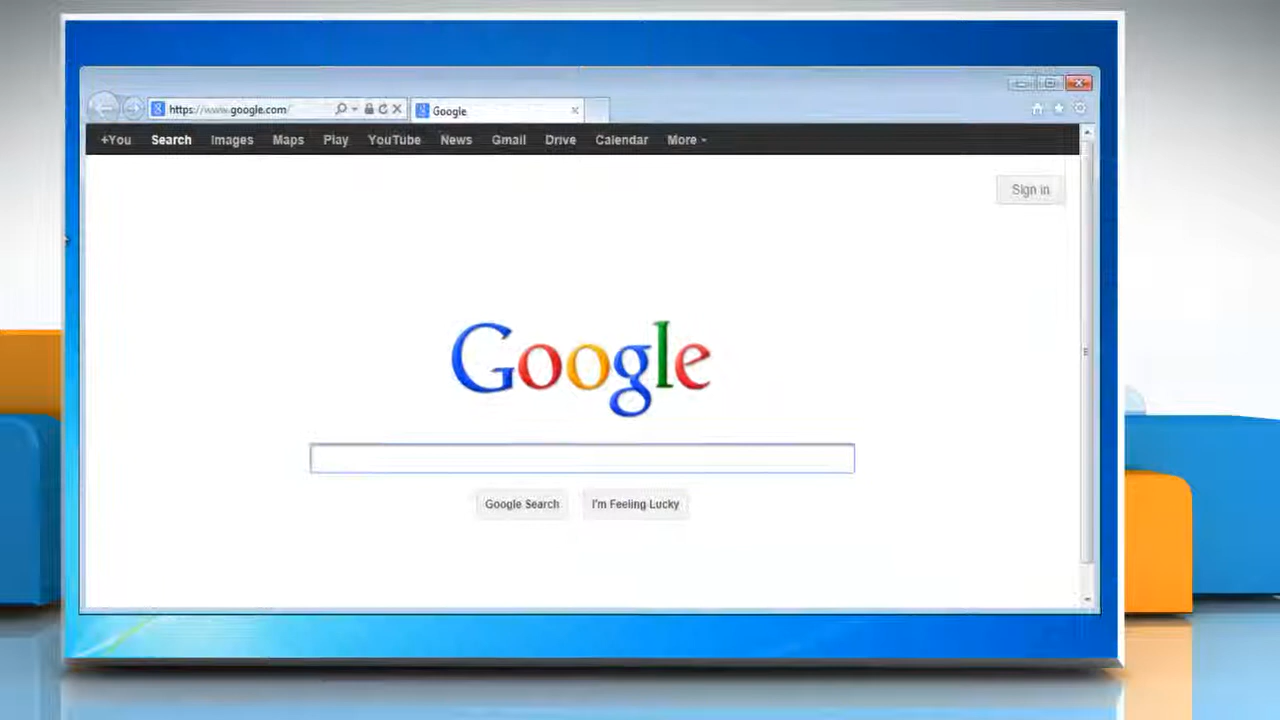 https://www.google.com
Google
+You Search Images Maps Play YouTube News Gmail Drive Calendar More
Sign in
Google
Google Search I'm Feeling Lucky